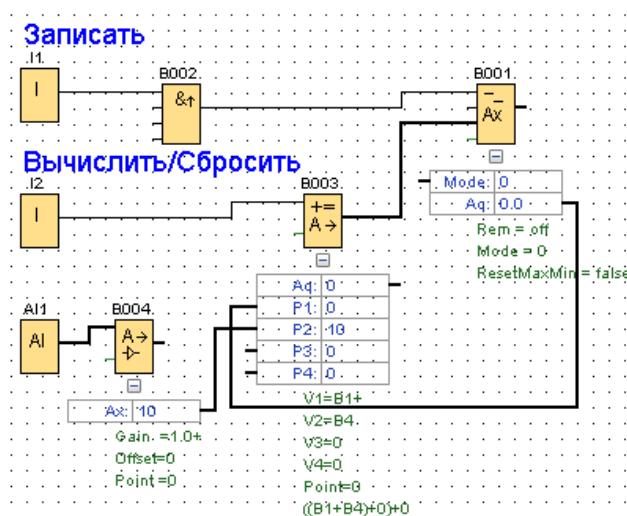 Записать
I1
I
B002
&↑
B001
Ax
Вычислить/Сбросить
I2
I
B003
+=
A→
Mode: 0
Aq: 0.0
Rem = off
Mode = 0
ResetMaxMin = false
AI1
AI
B004
A→
Aq: 0
P1: 0
P2: 10
P3: 0
P4: 0
Ax: 10
Gain =1.0+
Offset=0
Point =0
V1=B1+
V2=B4
V3=0
V4=0
Point=0
((B1+B4)+0)+0